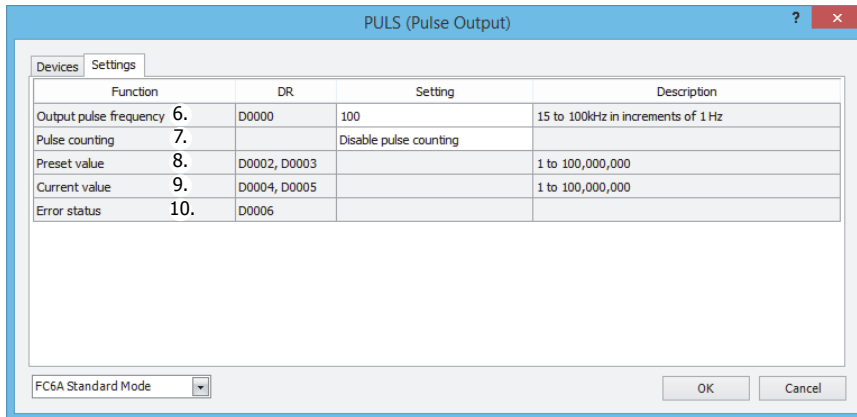 PULS (Pulse Output)
? ×
Devices Settings
Function DR Setting Description
Output pulse frequency 6. D0000 100 15 to 100kHz in increments of 1 Hz
Pulse counting 7. Disable pulse counting
Preset value 8. D0002, D0003 1 to 100,000,000
Current value 9. D0004, D0005 1 to 100,000,000
Error status 10. D0006
FC6A Standard Mode OK Cancel